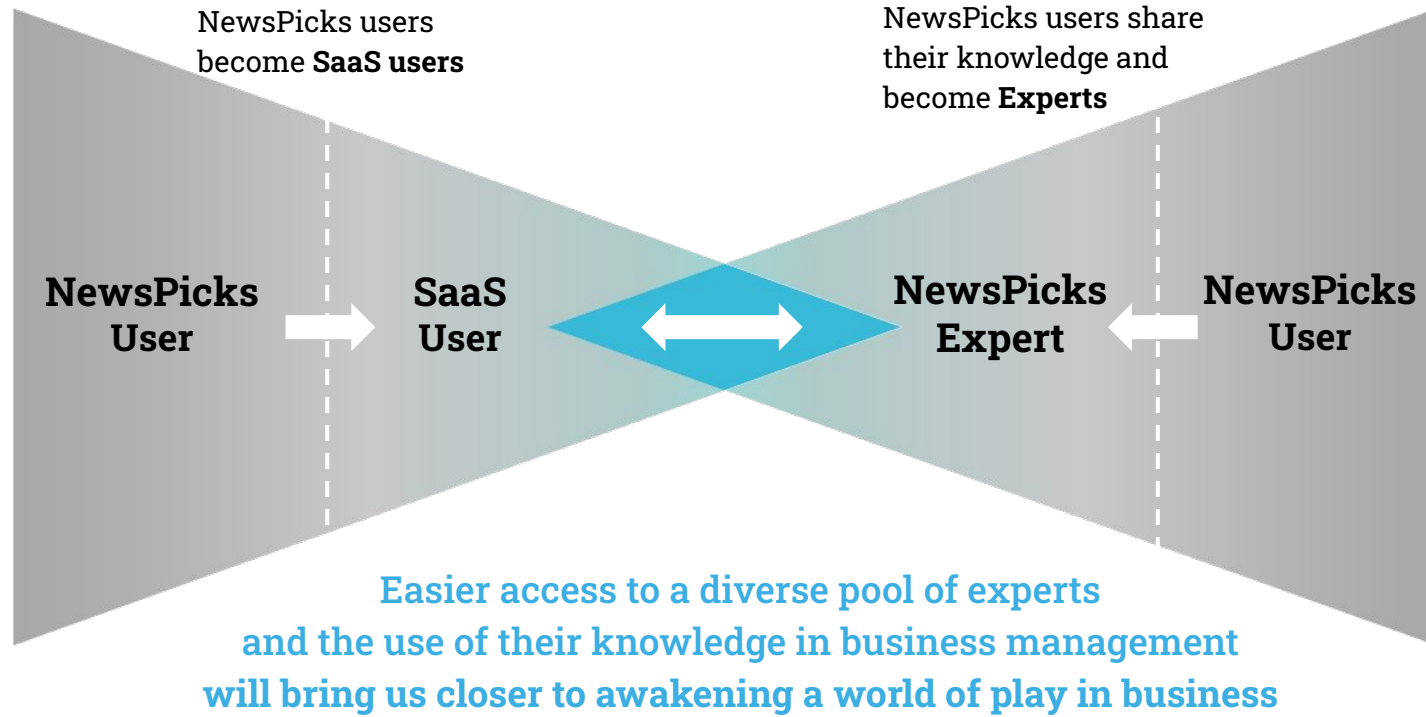 NewsPicks users
become SaaS users
NewsPicks users share
their knowledge and
become Experts
NewsPicks
User
SaaS
User
NewsPicks
Expert
NewsPicks
User
Easier access to a diverse pool of experts
and the use of their knowledge in business management
will bring us closer to awakening a world of play in business